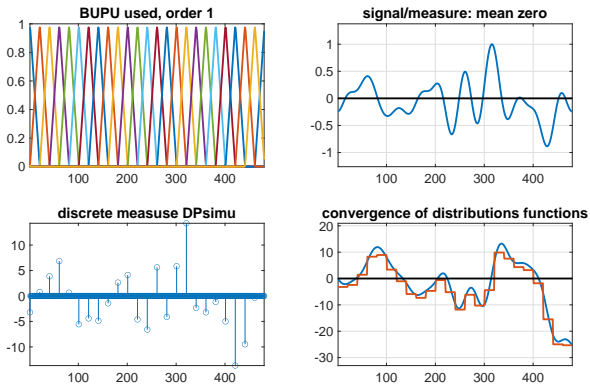 BUPU used, order 1
1
0.8
0.6
0.4
0.2
0
100 200 300 400
signal/measure: mean zero
1
0.5
0
-0.5
-1
100 200 300 400
discrete measuse DPsimu
10
5
0
-5
-10
100 200 300 400
convergence of distributions functions
20
10
0
-10
-20
-30
100 200 300 400